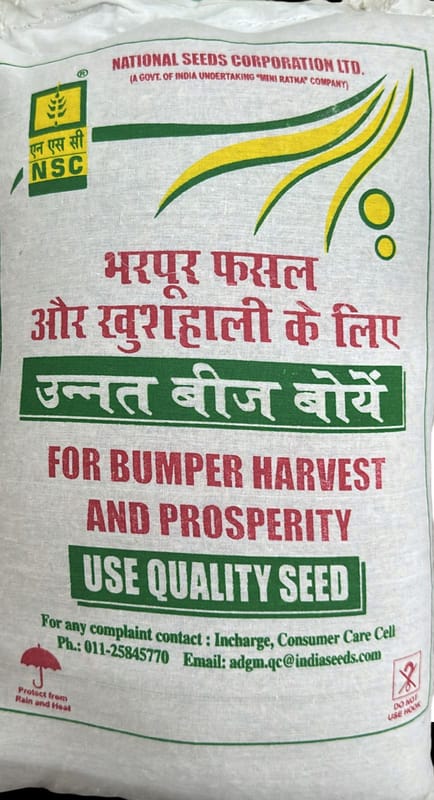 NATIONAL SEEDS CORPORATION LTD.
(A GOVT. OF INDIA UNDERTAKING "MINI RATNA" COMPANY)
®
एन एस सी
NSC
भरपूर फसल
और खुशहाली के लिए
उन्नत बीज बोयें
FOR BUMPER HARVEST
AND PROSPERITY
USE QUALITY SEED
For any complaint contact : Incharge, Consumer Care Cell
Ph.: 011-25845770 Email: adgm.qc@indiaseeds.com
Protect from
Rain and Heat
DO NOT
USE HOOK